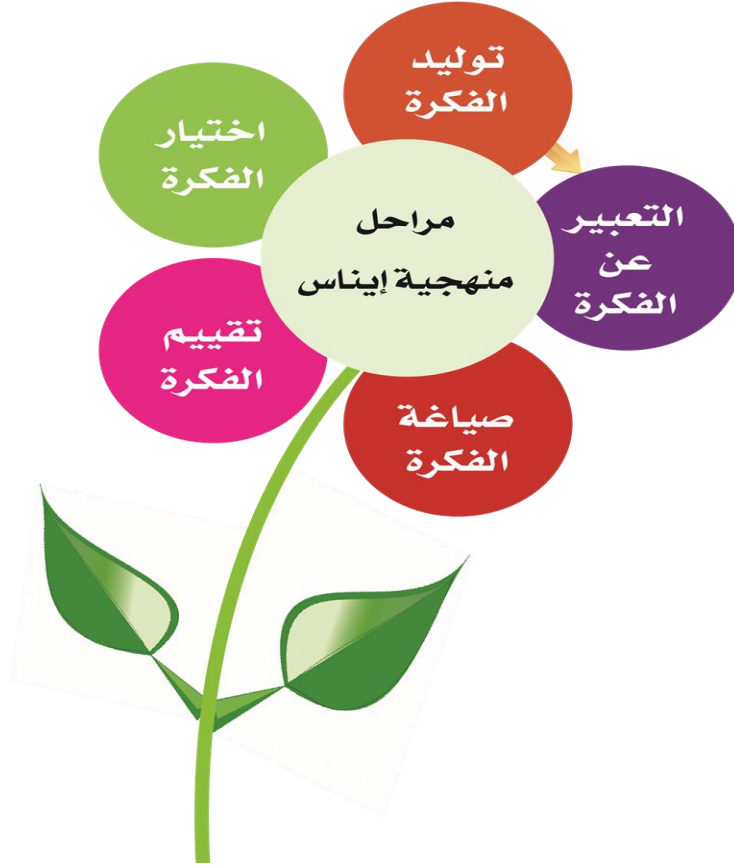 مراحل
منهجية إيناس
توليد
الفكرة
التعبير
عن
الفكرة
صياغة
الفكرة
تقييم
الفكرة
اختيار
الفكرة